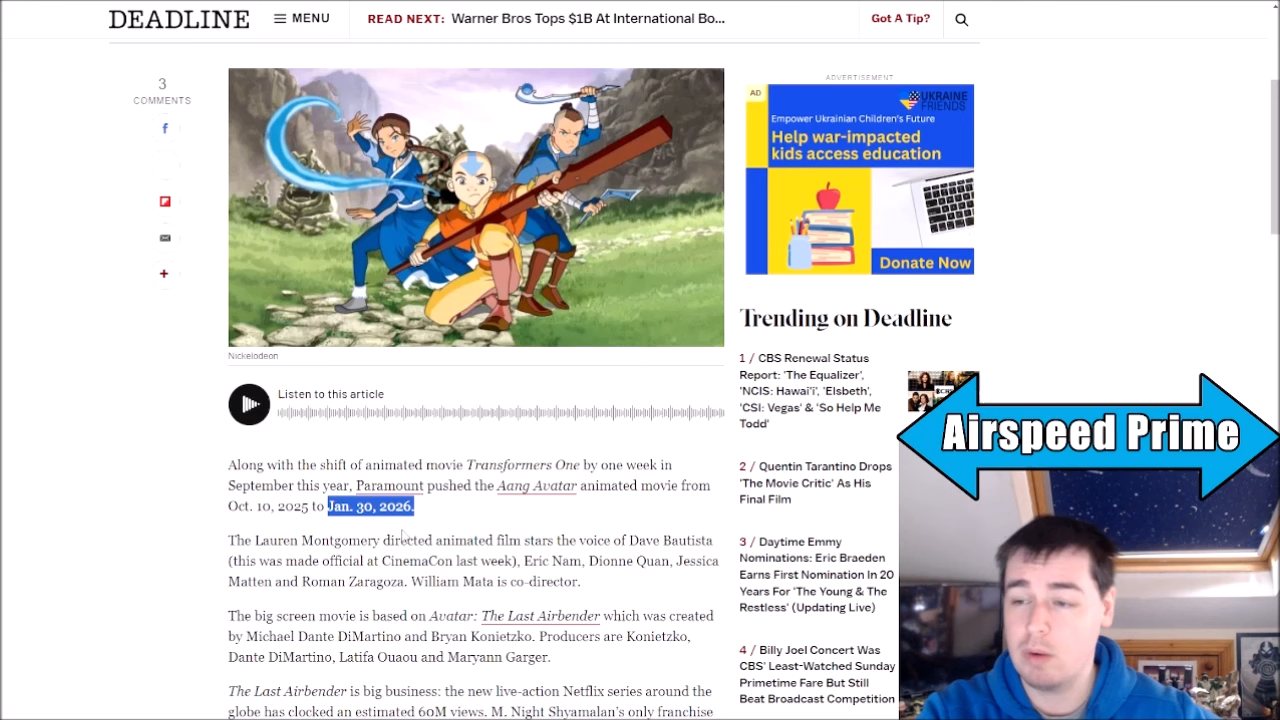 DEADLINE
MENU
READ NEXT: Warner Bros Tops $1B At International Bo...
Got A Tip?
3
COMMENTS
Nickelodeon
Listen to this article
Along with the shift of animated movie Transformers One by one week in
September this year, Paramount pushed the Aang Avatar animated movie from
Oct. 10, 2025 to Jan. 30, 2026.
The Lauren Montgomery directed animated film stars the voice of Dave Bautista
(this was made official at CinemaCon last week), Eric Nam, Dionne Quan, Jessica
Matten and Roman Zaragoza. William Mata is co-director.
The big screen movie is based on Avatar: The Last Airbender which was created
by Michael Dante DiMartino and Bryan Konietzko. Producers are Konietzko,
Dante DiMartino, Latifa Ouaou and Maryann Garger.
The Last Airbender is big business: the new live-action Netflix series around the
globe has clocked an estimated 60M views. M. Night Shyamalan's only franchise
ADVERTISEMENT
AD
UKRAINE
FRIENDS
Empower Ukrainian Children's Future
Help war-impacted
kids access education
Donate Now
Trending on Deadline
1 / CBS Renewal Status
Report: 'The Equalizer',
'NCIS: Hawai'i', 'Elsbeth',
'CSI: Vegas' & 'So Help Me
Todd'
2 / Quentin Tarantino Drops
'The Movie Critic' As His
Final Film
3 / Daytime Emmy
Nominations: Eric Braeden
Earns First Nomination In 20
Years For 'The Young & The
Restless' (Updating Live)
4 / Billy Joel Concert Was
CBS' Least-Watched Sunday
Primetime Fare But Still
Beat Broadcast Competition
Airspeed Prime